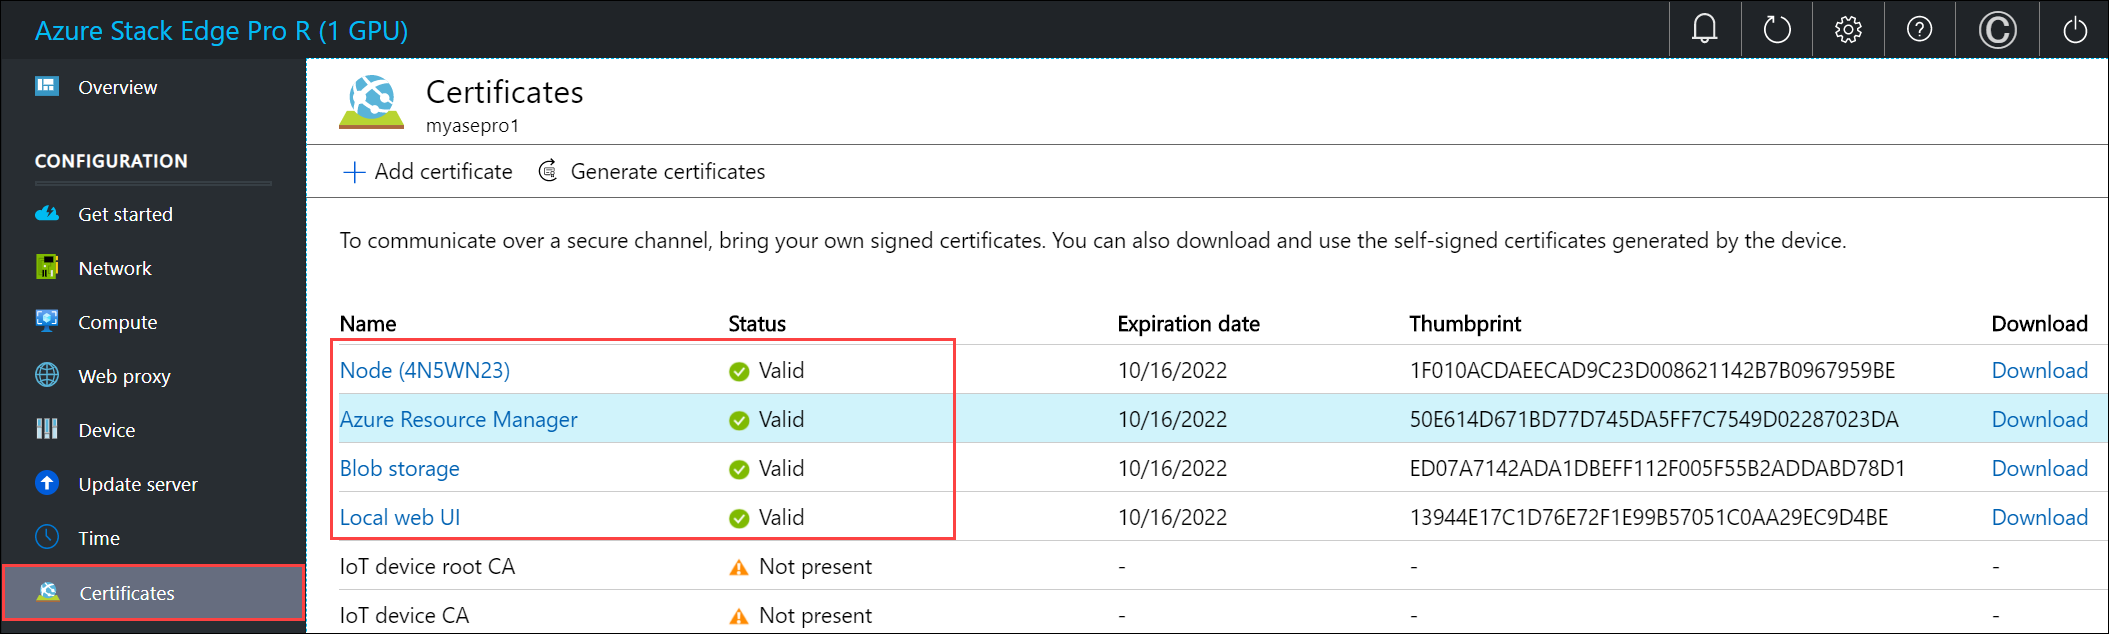 Azure Stack Edge Pro R (1 GPU)
Overview
CONFIGURATION
Get started
Network
Compute
Web proxy
Device
Update server
Time
Certificates
Certificates
myasepro1
Add certificate Generate certificates
To communicate over a secure channel, bring your own signed certificates. You can also download and use the self-signed certificates generated by the device.
Name Status Expiration date Thumbprint Download
Node (4N5WN23) Valid 10/16/2022 1F010ACDAEECAD9C23D008621142B7B0967959BE Download
Azure Resource Manager Valid 10/16/2022 50E614D671BD77D745DA5FF7C7549D02287023DA Download
Blob storage Valid 10/16/2022 ED07A7142ADA1DBEFF112F005F55B2ADDABD78D1 Download
Local web UI Valid 10/16/2022 13944E17C1D76E72F1E99B57051C0AA29EC9D4BE Download
IoT device root CA Not present - - -
IoT device CA Not present - - -